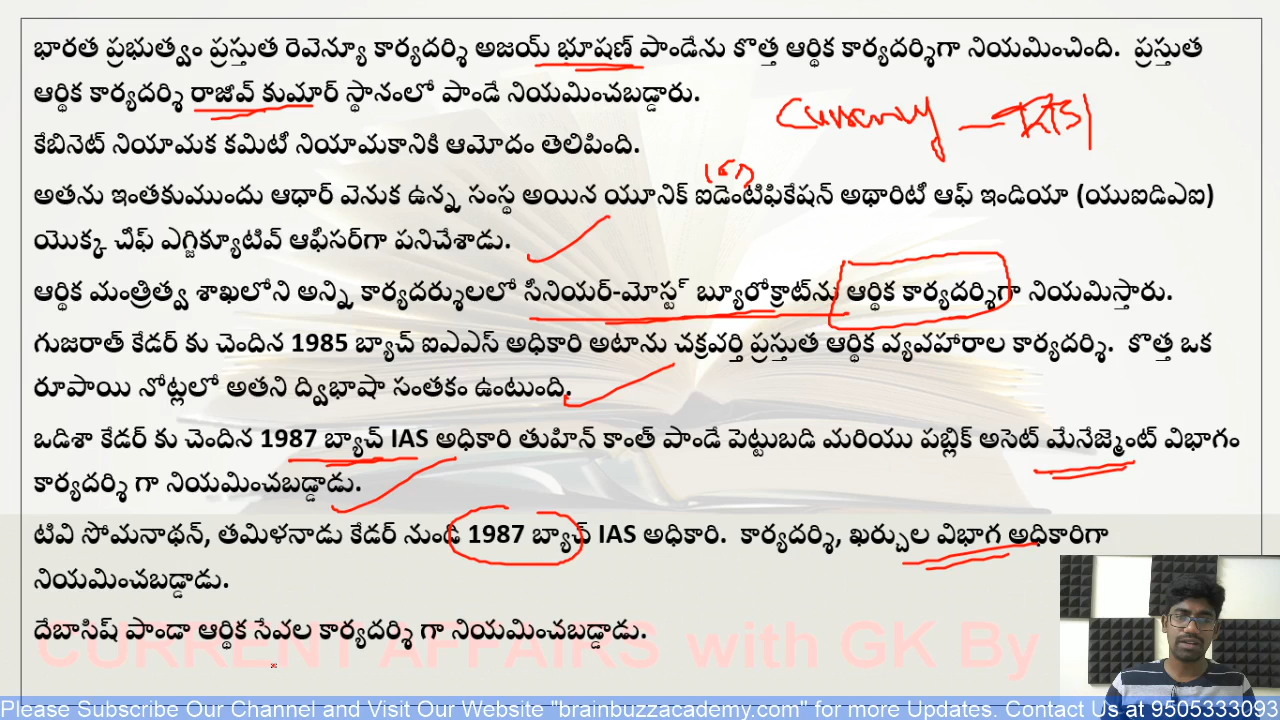 భారత ప్రభుత్వం ప్రస్తుత రెవెన్యూ కార్యదర్శి అజయ్ భూషణ్ పాండేను కొత్త ఆర్థిక కార్యదర్శిగా నియమించింది. ప్రస్తుత
ఆర్థిక కార్యదర్శి రాజీవ్ కుమార్ స్థానంలో పాండే నియమించబడ్డారు.
Currency - RBI
కేబినెట్ నియామక కమిటీ నియామకానికి ఆమోదం తెలిపింది.
అతను ఇంతకుముందు ఆధార్ వెనుక ఉన్న సంస్థ అయిన యూనిక్ ఐడెంటిఫికేషన్ అథారిటీ ఆఫ్ ఇండియా (యుఐడిఎఐ)
యొక్క చీఫ్ ఎగ్జిక్యూటివ్ ఆఫీసర్‌గా పనిచేశాడు.
ఆర్థిక మంత్రిత్వ శాఖలోని అన్ని కార్యదర్శులలో సీనియర్-మోస్ట్ బ్యూరోక్రాట్‌ను ఆర్థిక కార్యదర్శిగా నియమిస్తారు.
గుజరాత్ కేడర్ కు చెందిన 1985 బ్యాచ్ ఐఎఎస్ అధికారి అటాను చక్రవర్తి ప్రస్తుత ఆర్థిక వ్యవహారాల కార్యదర్శి. కొత్త ఒక
రూపాయి నోట్లలో అతని ద్విభాషా సంతకం ఉంటుంది.
ఒడిశా కేడర్ కు చెందిన 1987 బ్యాచ్ IAS అధికారి తుహిన్ కాంత్ పాండే పెట్టుబడి మరియు పబ్లిక్ అసెట్ మేనేజ్మెంట్ విభాగం
కార్యదర్శి గా నియమించబడ్డాడు.
టివి సోమనాథన్, తమిళనాడు కేడర్ నుండి 1987 బ్యాచ్ IAS అధికారి. కార్యదర్శి, ఖర్చుల విభాగ అధికారిగా
నియమించబడ్డాడు.
దేబాసిష్ పాండా ఆర్థిక సేవల కార్యదర్శి గా నియమించబడ్డాడు.
CURRENT AFFAIRS with GK By
Please Subscribe Our Channel and Visit Our Website "brainbuzzacademy.com" for more Updates. Contact Us at 9505333093